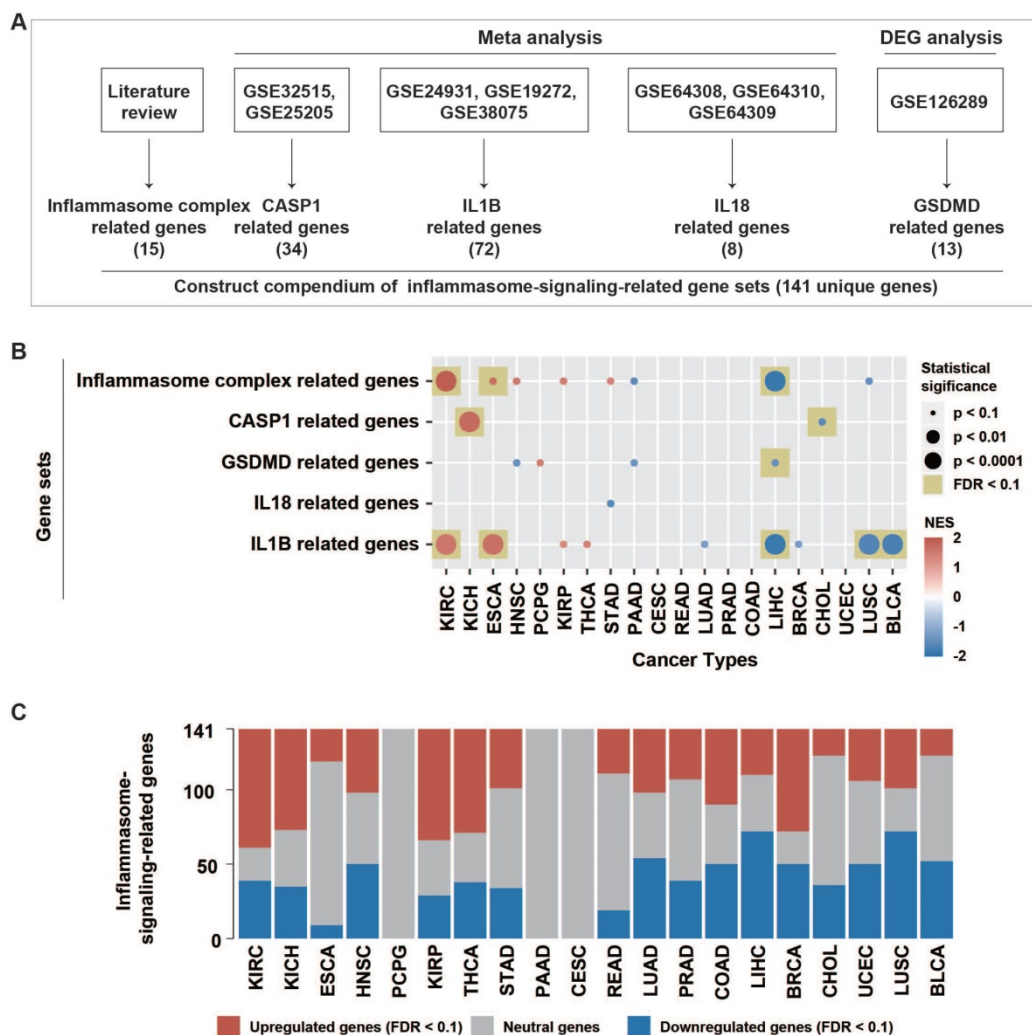 A
Meta analysis
DEG analysis
Literature
review
GSE32515,
GSE25205
GSE24931, GSE19272,
GSE38075
GSE64308, GSE64310,
GSE64309
GSE126289
Inflammasome complex
related genes
(15)
CASP1
related genes
(34)
IL1B
related genes
(72)
IL18
related genes
(8)
GSDMD
related genes
(13)
Construct compendium of inflammasome-signaling-related gene sets (141 unique genes)
B
Gene sets
Inflammasome complex related genes
CASP1 related genes
GSDMD related genes
IL18 related genes
IL1B related genes
KIRC
KICH
ESCA
HNSC
PCPG
KIRP
THCA
STAD
PAAD
CESC
READ
LUAD
PRAD
COAD
LIHC
BRCA
CHOL
UCEC
LUSC
BLCA
Cancer Types
Statistical
sigificance
p < 0.1
p < 0.01
p < 0.0001
FDR < 0.1
NES
2
1
0
-1
-2
C
Inflammasome-
signaling-related genes
141
100
50
0
KIRC
KICH
ESCA
HNSC
PCPG
KIRP
THCA
STAD
PAAD
CESC
READ
LUAD
PRAD
COAD
LIHC
BRCA
CHOL
UCEC
LUSC
BLCA
Upregulated genes (FDR < 0.1)
Neutral genes
Downregulated genes (FDR < 0.1)